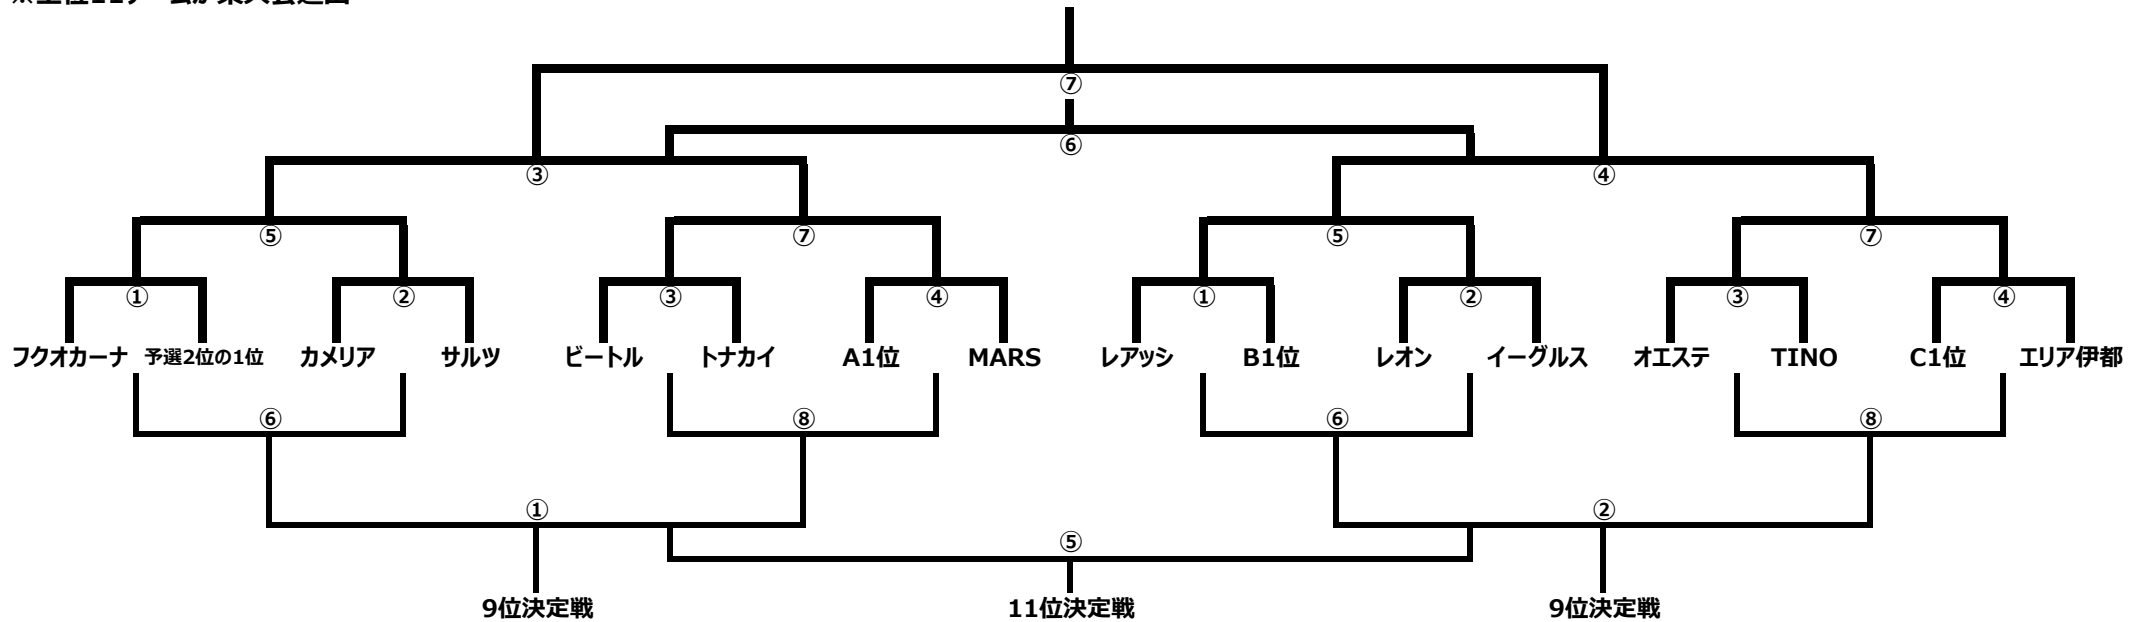 ⑦
⑥
③ ④
⑤ ⑦ ⑤ ⑦
① ② ③ ④ ① ② ③ ④
フクオカーナ 予選2位の1位 カメリア サルツ ビートル トナカイ A1位 MARS レアッシ B1位 レオン イーグルス オエステ TINO C1位 エリア伊都
⑥ ⑧ ⑥ ⑧
① ②
⑤
9位決定戦 11位決定戦 9位決定戦